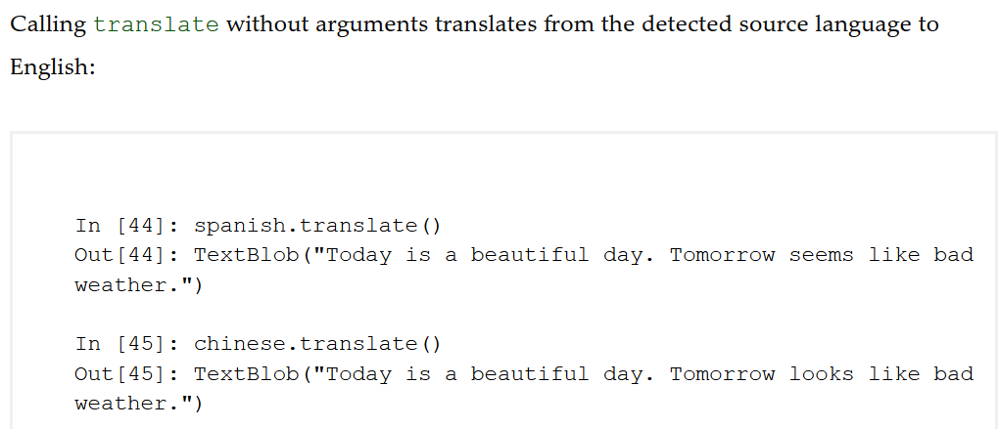 Calling translate without arguments translates from the detected source language to
English:
In [44]: spanish.translate()
Out[44]: TextBlob("Today is a beautiful day. Tomorrow seems like bad
weather.")
In [45]: chinese.translate()
Out[45]: TextBlob("Today is a beautiful day. Tomorrow looks like bad
weather.")